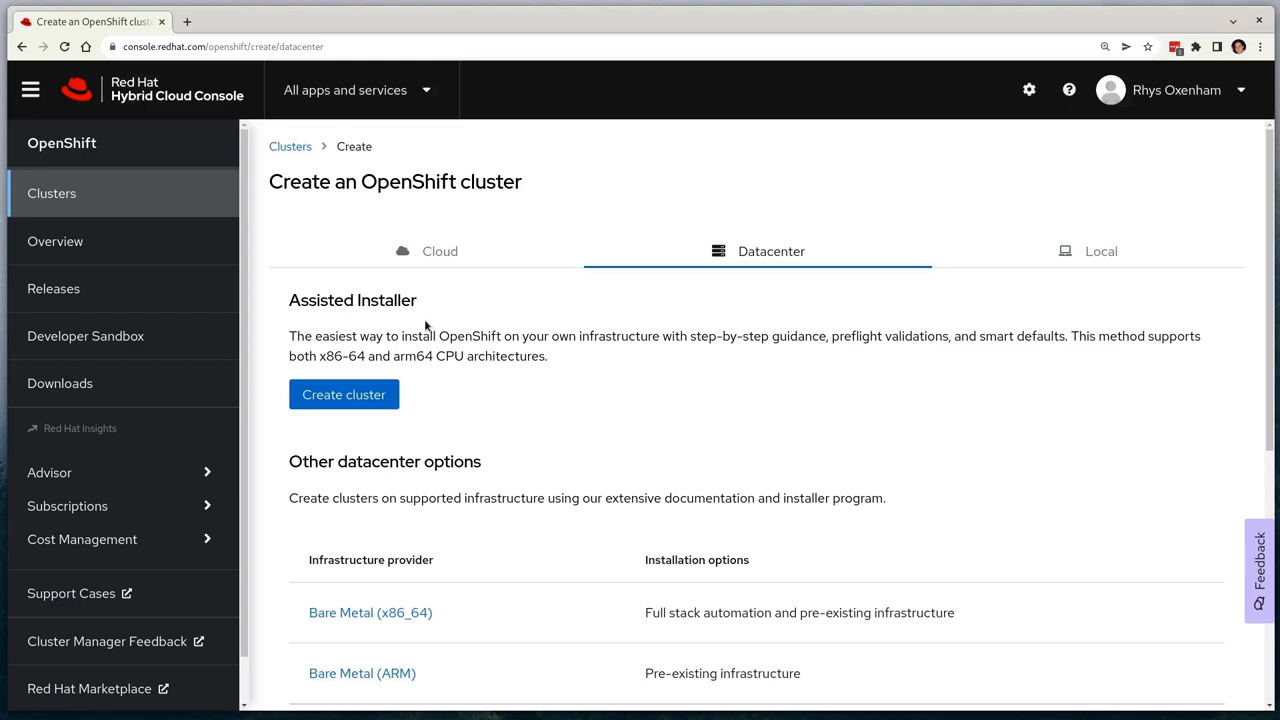 Create an OpenShift clust
console.redhat.com/openshift/create/datacenter
3
Red Hat
Hybrid Cloud Console
All apps and services
Rhys Oxenham
OpenShift
Clusters
Overview
Releases
Developer Sandbox
Downloads
Red Hat Insights
Advisor
Subscriptions
Cost Management
Support Cases
Cluster Manager Feedback
Red Hat Marketplace
Clusters > Create
Create an OpenShift cluster
Cloud
Datacenter
Local
Assisted Installer
The easiest way to install OpenShift on your own infrastructure with step-by-step guidance, preflight validations, and smart defaults. This method supports
both x86-64 and arm64 CPU architectures.
Create cluster
Other datacenter options
Create clusters on supported infrastructure using our extensive documentation and installer program.
Infrastructure provider Installation options
Bare Metal (x86_64) Full stack automation and pre-existing infrastructure
Bare Metal (ARM) Pre-existing infrastructure
Feedback